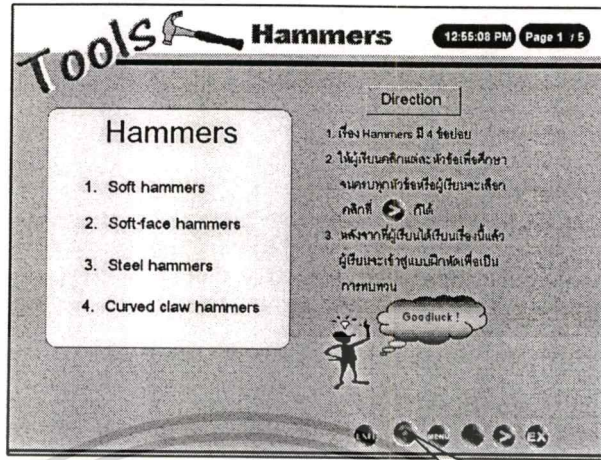 Tools
Hammers
12:55:08 PM
Page 1 / 5
Hammers
1. Soft hammers
2. Soft-face hammers
3. Steel hammers
4. Curved claw hammers
Direction
1. เรื่อง Hammers มี 4 ข้อย่อย
2. ให้ผู้เรียนคลิกแต่ละหัวข้อเพื่อศึกษา
จนครบทุกหัวข้อหรือผู้เรียนจะเลือก
คลิกที่ > ก็ได้
3. หลังจากที่ผู้เรียนได้เรียนเรื่องนี้แล้ว
ผู้เรียนจะเข้าสู่แบบฝึกหัดเพื่อเป็น
การทบทวน
Goodluck !
MENU
>
EX